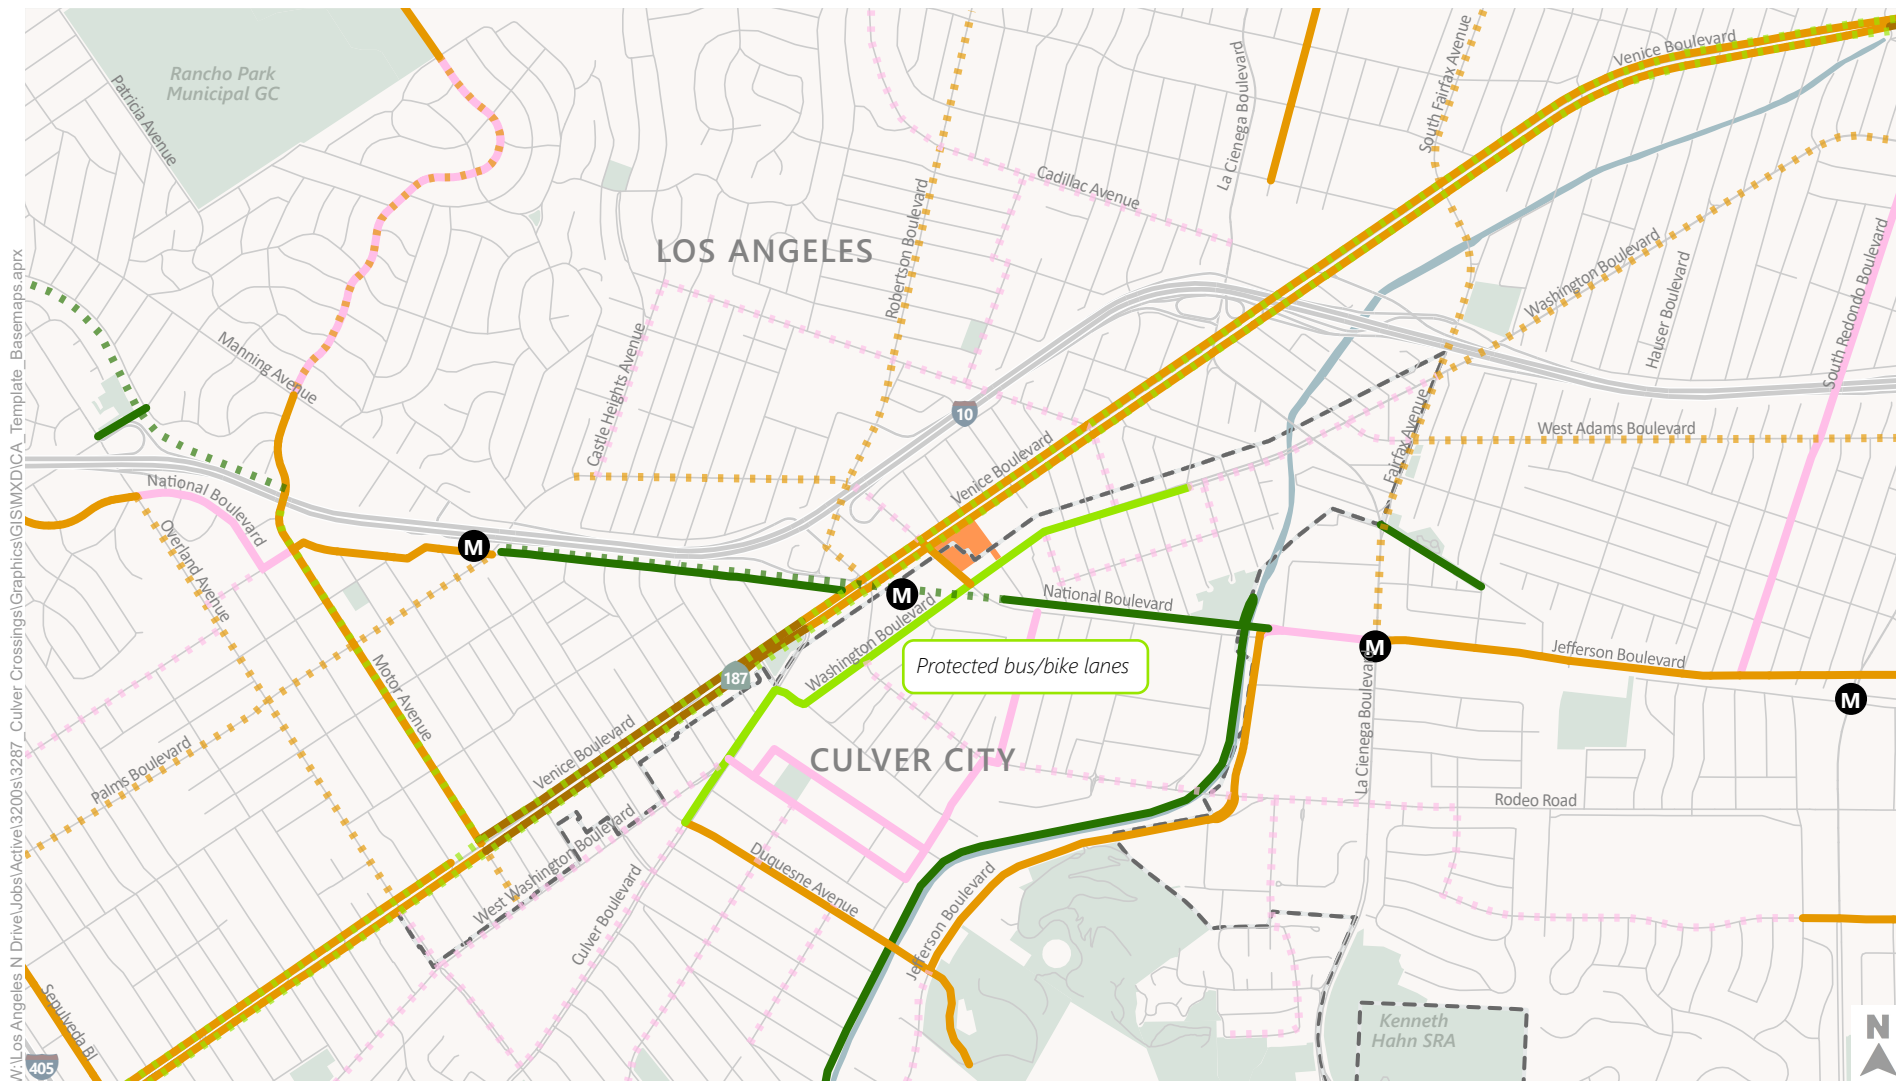 Venice Boulevard
South Fairfax Avenue
La Cienega Boulevard
Rancho Park
Municipal GC
Patricia Avenue
Cadillac Avenue
Robertson Boulevard
LOS ANGELES
Washington Boulevard
Hauser Boulevard
South Redondo Boulevard
Manning Avenue
Castle Heights Avenue
10
Venice Boulevard
Fairfax Avenue
West Adams Boulevard
National Boulevard
Overland Avenue
M
M
National Boulevard
Washington Boulevard
Protected bus/bike lanes
M
Jefferson Boulevard
M
187
Motor Avenue
Venice Boulevard
Palms Boulevard
CULVER CITY
La Cienega Boulevard
Rodeo Road
West Washington Boulevard
Culver Boulevard
Duquesne Avenue
Jefferson Boulevard
Sepulveda Bl
405
Kenneth
Hahn SRA
N
W:\Los Angeles N Drive\Jobs\Active\3200s\3287_Culver Crossings\Graphics\GIS\MXD\CA_Template_Basemaps.aprx